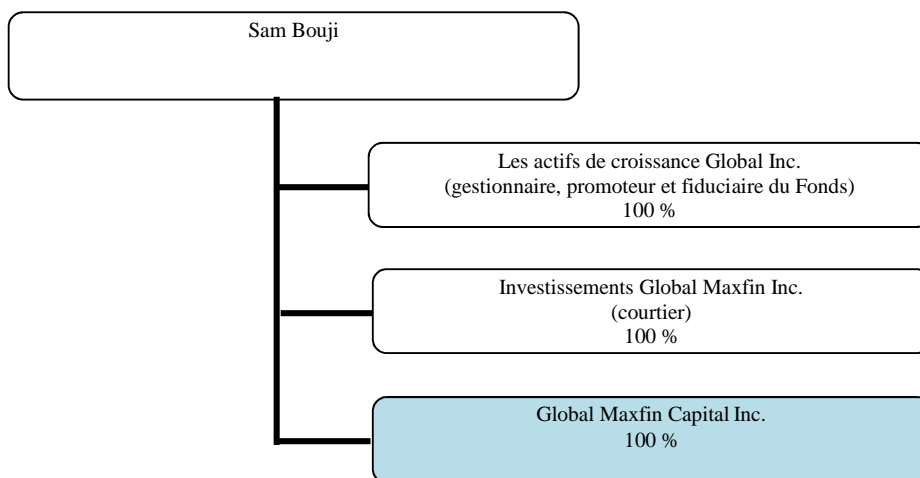 Sam Bouji
Les actifs de croissance Global Inc.
(gestionnaire, promoteur et fiduciaire du Fonds)
100 %
Investissements Global Maxfin Inc.
(courtier)
100 %
Global Maxfin Capital Inc.
100 %